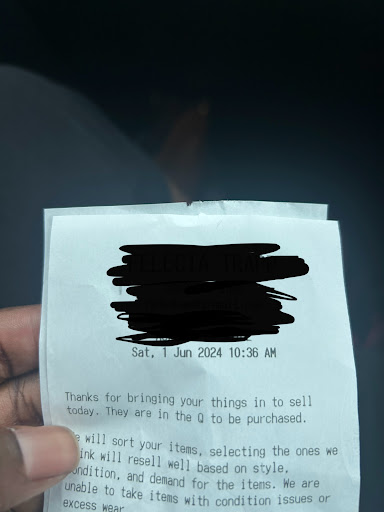 Sat, 1 Jun 2024 10:36 AM
Thanks for bringing your things in to sell
today. They are in the Q to be purchased.
will sort your items, selecting the ones we
will resell well based on style,
condition, and demand for the items. We are
unable to take items with condition issues or
excess wear